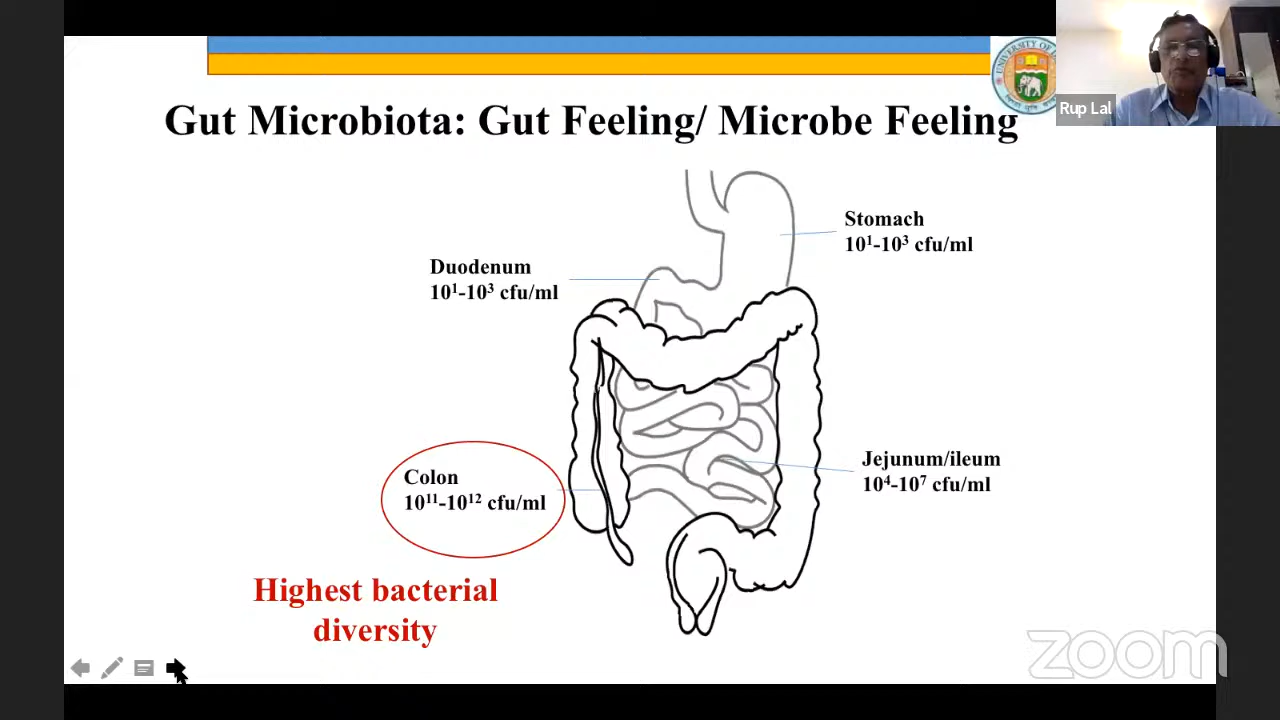 Gut Microbiota: Gut Feeling/ Microbe Feeling
Rup Lal
Stomach
10¹-10³ cfu/ml
Duodenum
10¹-10³ cfu/ml
Jejunum/ileum
10⁴-10⁷ cfu/ml
Colon
10¹¹-10¹² cfu/ml
Highest bacterial
diversity
zoom